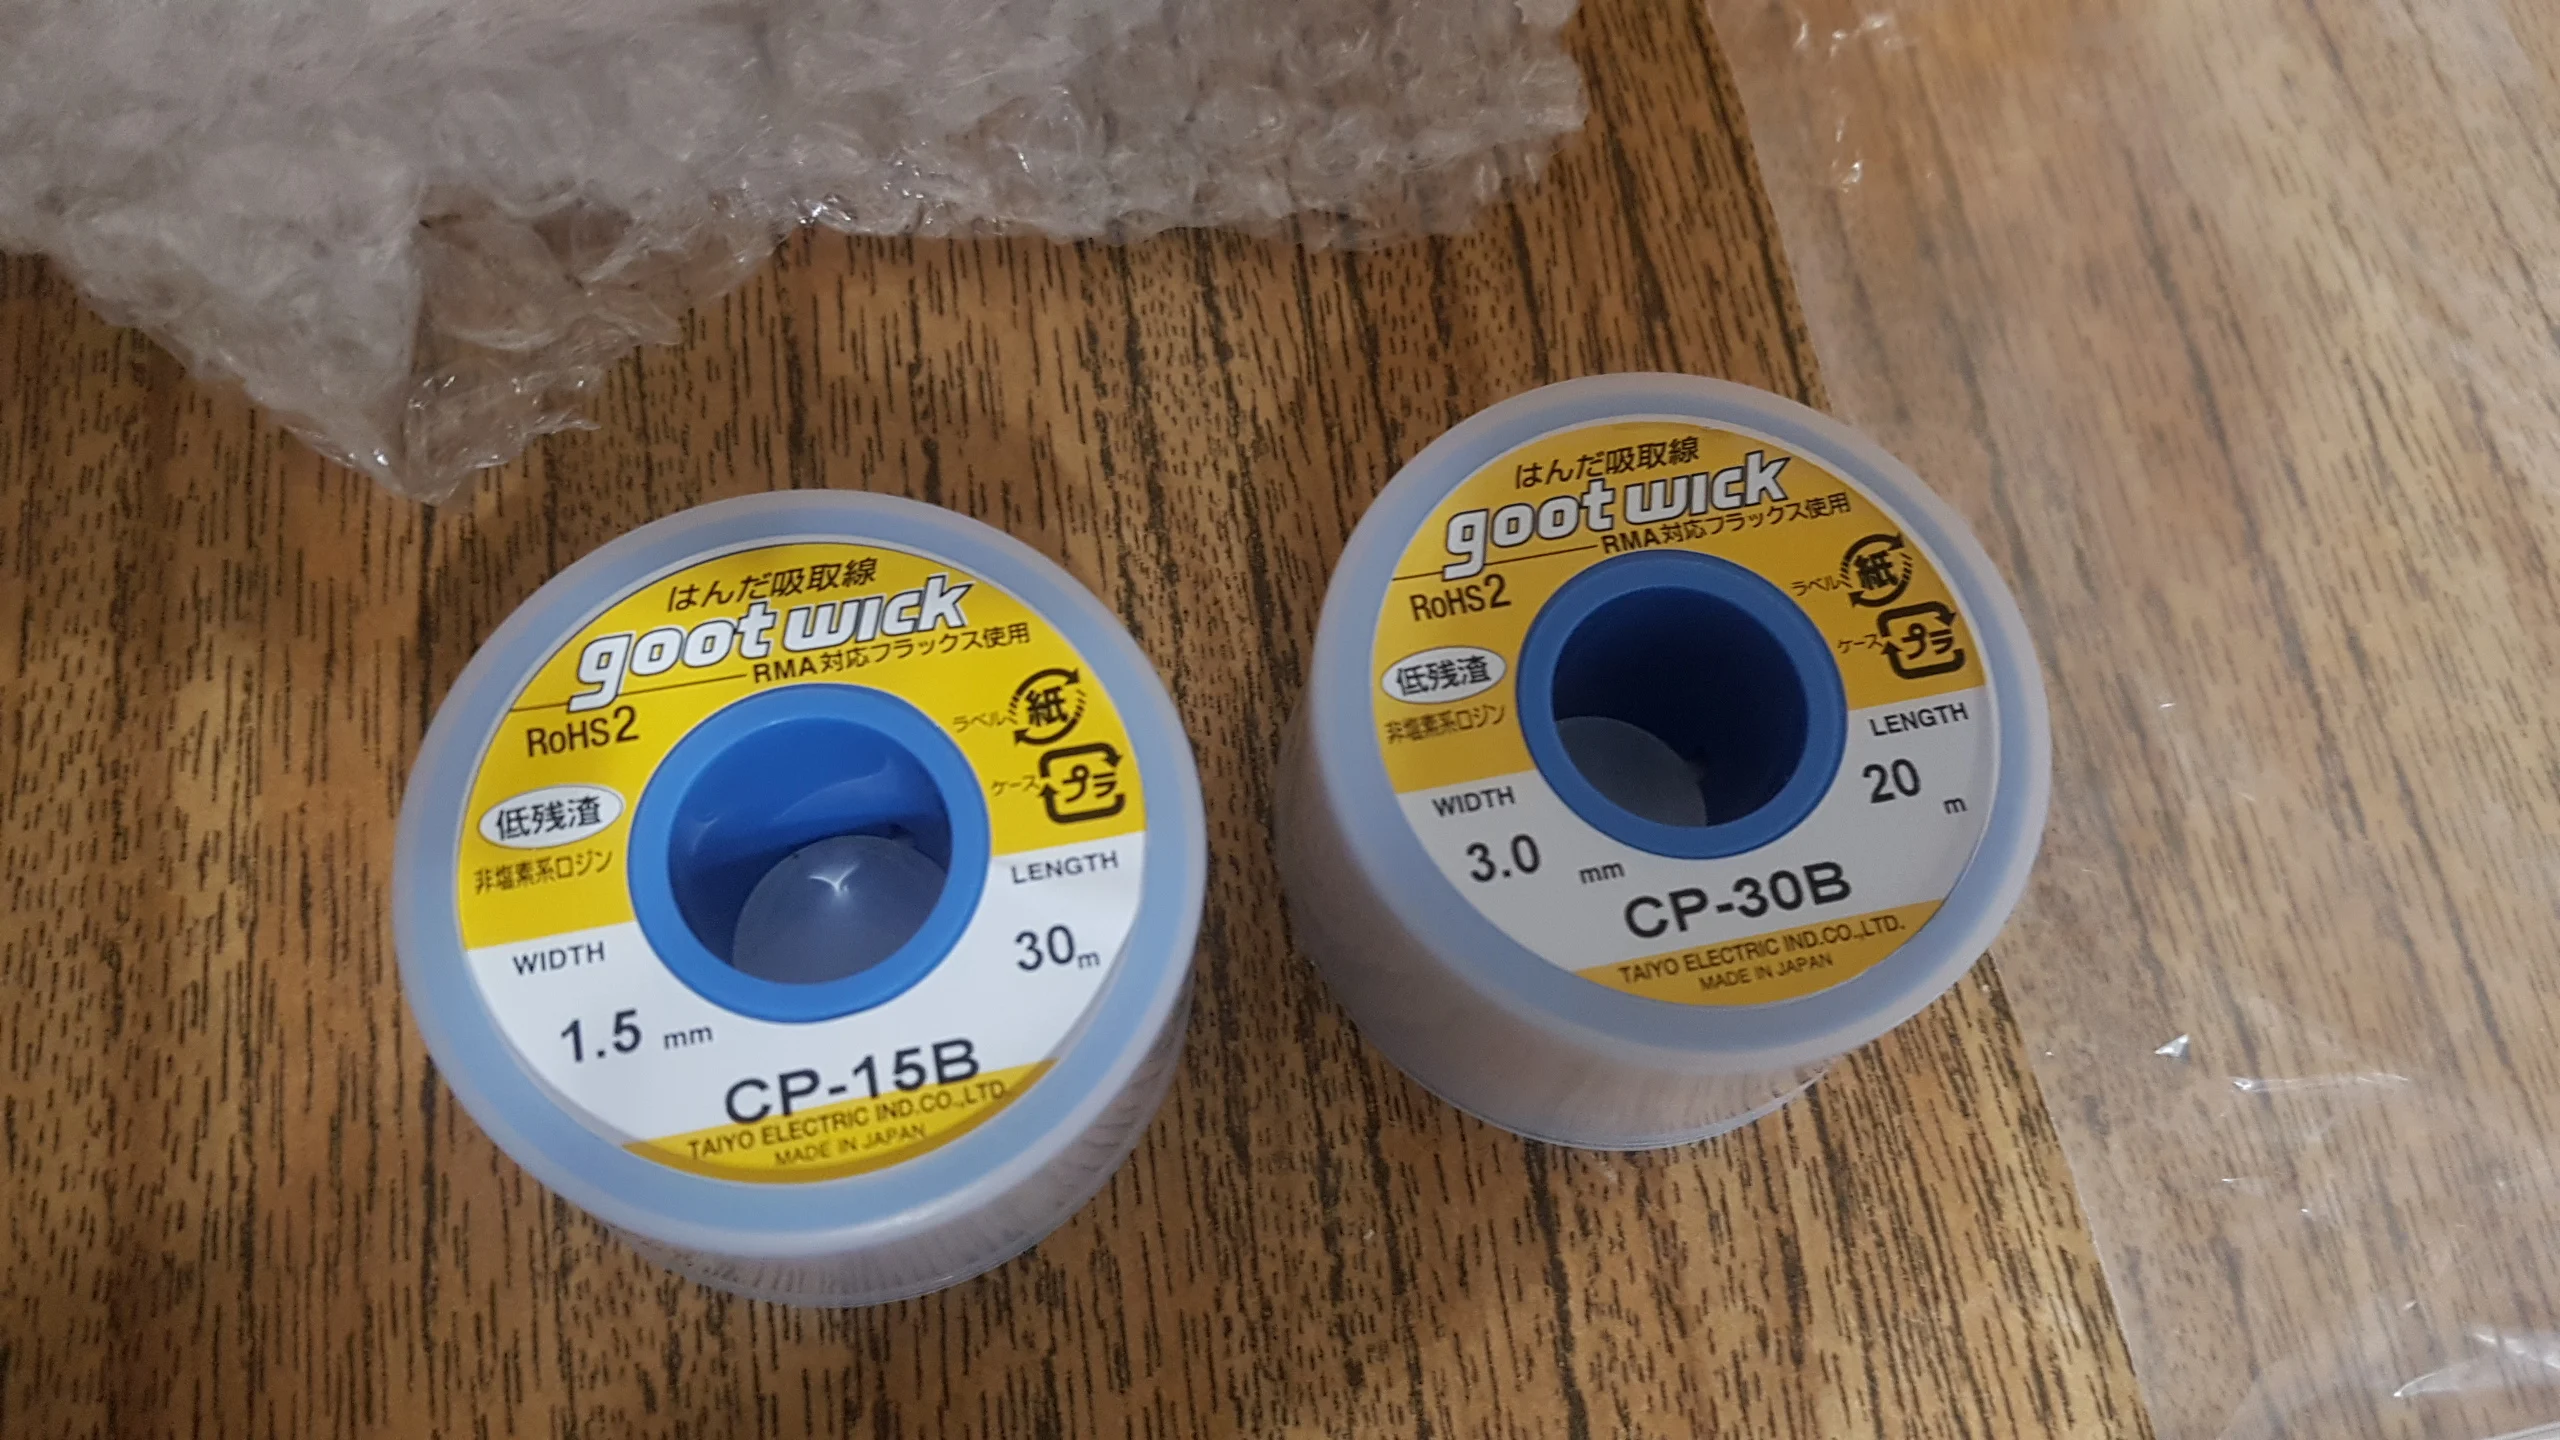 はんだ吸取線
goot wick
RMA対応フラックス使用
RoHS2
ラベル 紙
低残渣
ケース プラ
非塩素系ロジン
WIDTH
1.5 mm
LENGTH
30 m
CP-15B
TAIYO ELECTRIC IND.CO.,LTD.
MADE IN JAPAN
はんだ吸取線
goot wick
RMA対応フラックス使用
RoHS2
ラベル 紙
低残渣
ケース プラ
非塩素系ロジン
WIDTH
3.0 mm
LENGTH
20 m
CP-30B
TAIYO ELECTRIC IND.CO.,LTD.
MADE IN JAPAN